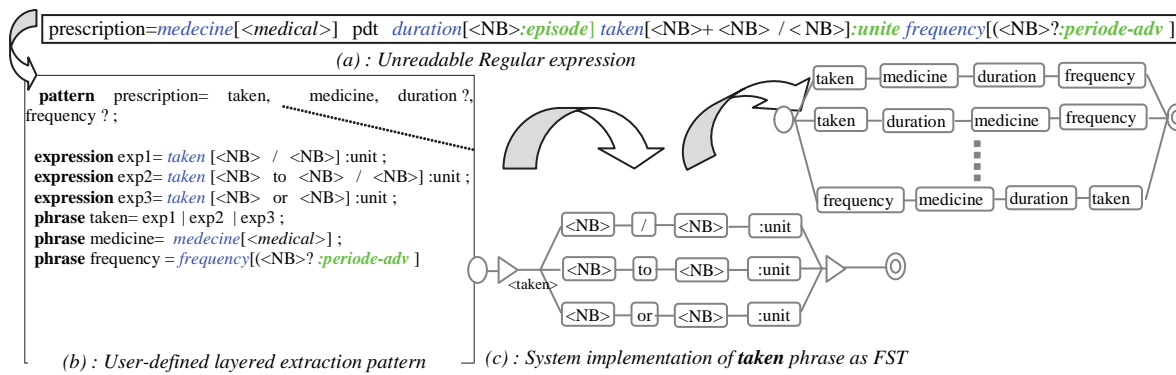 prescription=medecine[<medical>] pdt duration[<NB>:episode] taken[<NB>+ <NB> / < NB>]:unite frequency[(<NB>?:periode-adv ]
(a) : Unreadable Regular expression
pattern prescription= taken, medicine, duration ?,
frequency ? ;
expression exp1= taken [<NB> / <NB>] :unit ;
expression exp2= taken [<NB> to <NB> / <NB>] :unit ;
expression exp3= taken [<NB> or <NB>] :unit ;
phrase taken= exp1 | exp2 | exp3 ;
phrase medicine= medecine[<medical>] ;
phrase frequency = frequency[(<NB>? :periode-adv ]
(b) : User-defined layered extraction pattern
taken medicine duration frequency
taken duration medicine frequency
frequency medicine duration taken
<taken>
<NB> / <NB> :unit
<NB> to <NB> :unit
<NB> or <NB> :unit
(c) : System implementation of taken phrase as FST